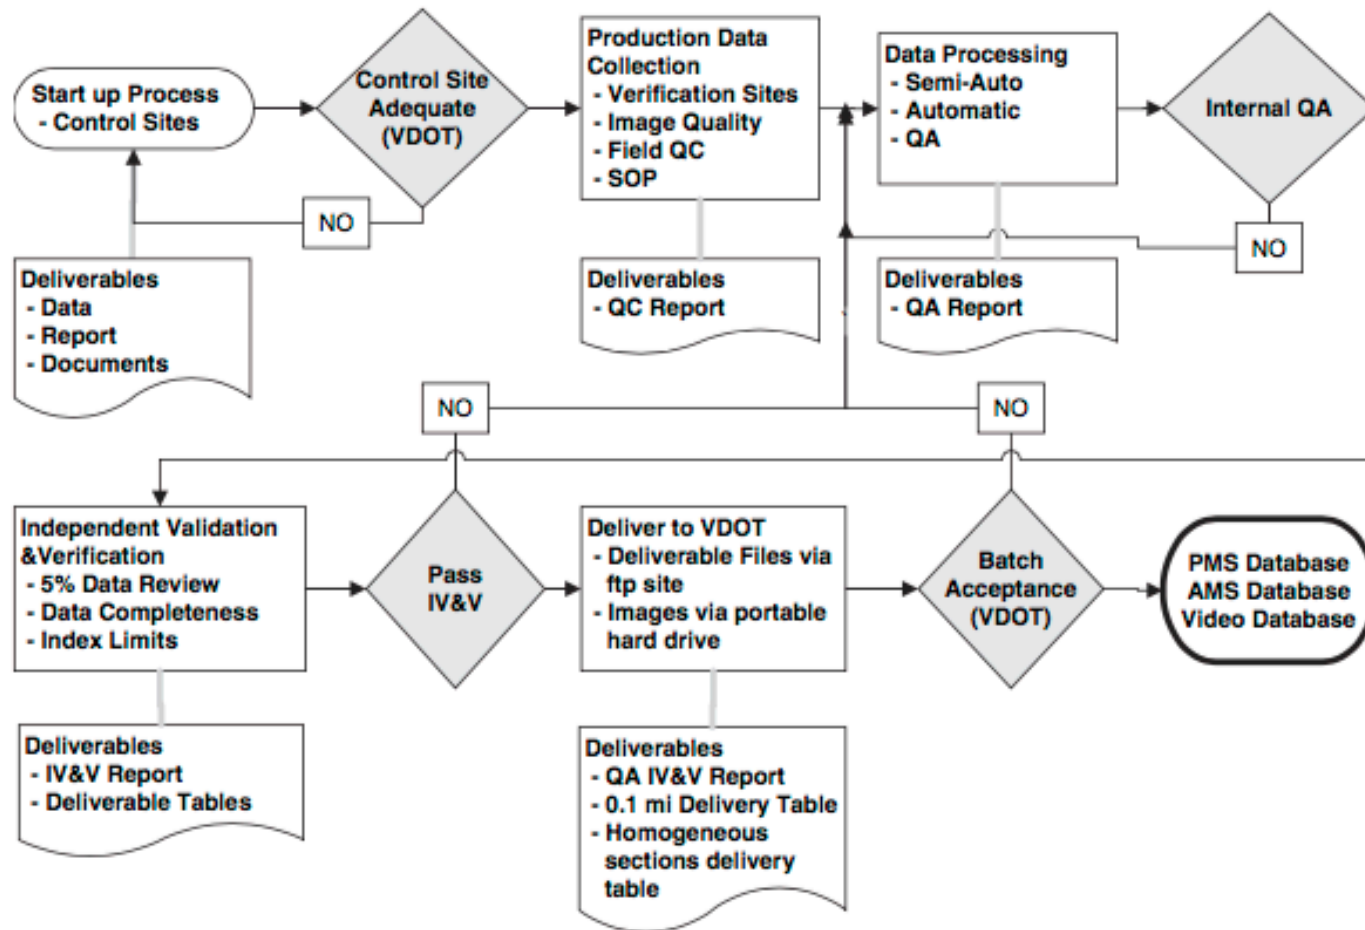 Start up Process
- Control Sites
Control Site
Adequate
(VDOT)
Production Data
Collection
- Verification Sites
- Image Quality
- Field QC
- SOP
Data Processing
- Semi-Auto
- Automatic
- QA
Internal QA
NO
NO
Deliverables
- Data
- Report
- Documents
Deliverables
- QC Report
Deliverables
- QA Report
NO
NO
Independent Validation
&Verification
- 5% Data Review
- Data Completeness
- Index Limits
Pass
IV&V
Deliver to VDOT
- Deliverable Files via
ftp site
- Images via portable
hard drive
Batch
Acceptance
(VDOT)
PMS Database
AMS Database
Video Database
Deliverables
- IV&V Report
- Deliverable Tables
Deliverables
- QA IV&V Report
- 0.1 mi Delivery Table
- Homogeneous
sections delivery
table